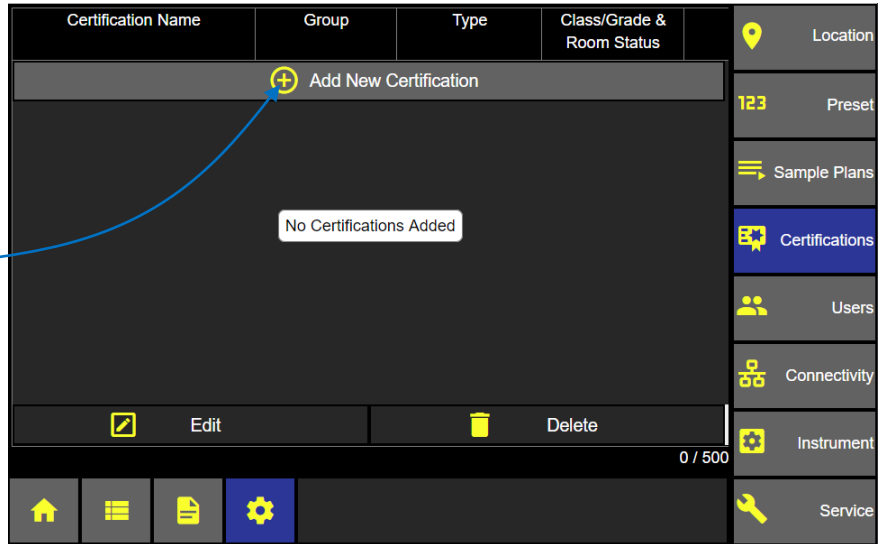 Certification Name Group Type Class/Grade &
Room Status
Location
Add New Certification
123 Preset
Sample Plans
No Certifications Added
Certifications
Users
Connectivity
Edit Delete
Instrument
0 / 500
Service